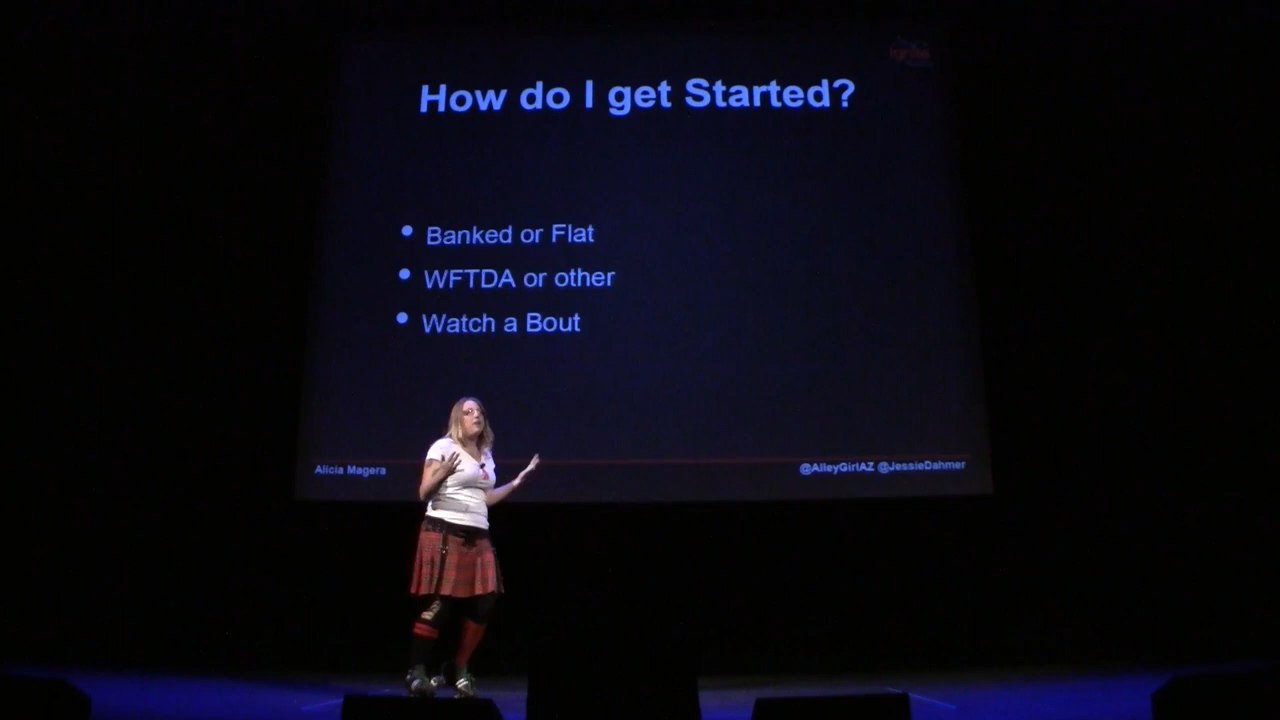 How do I get Started?
Banked or Flat
WFTDA or other
Watch a Bout
Alicia Magera
@AlleyGirlAZ @JessieDahmer